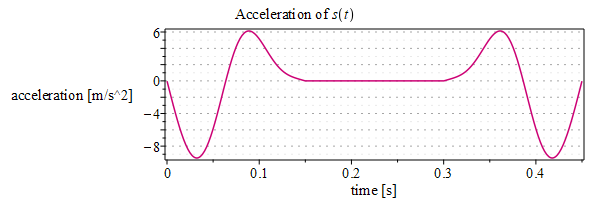 Acceleration of s(t)
6
0
acceleration [m/s^2]
−4
−8
0 0.1 0.2 0.3 0.4
time [s]